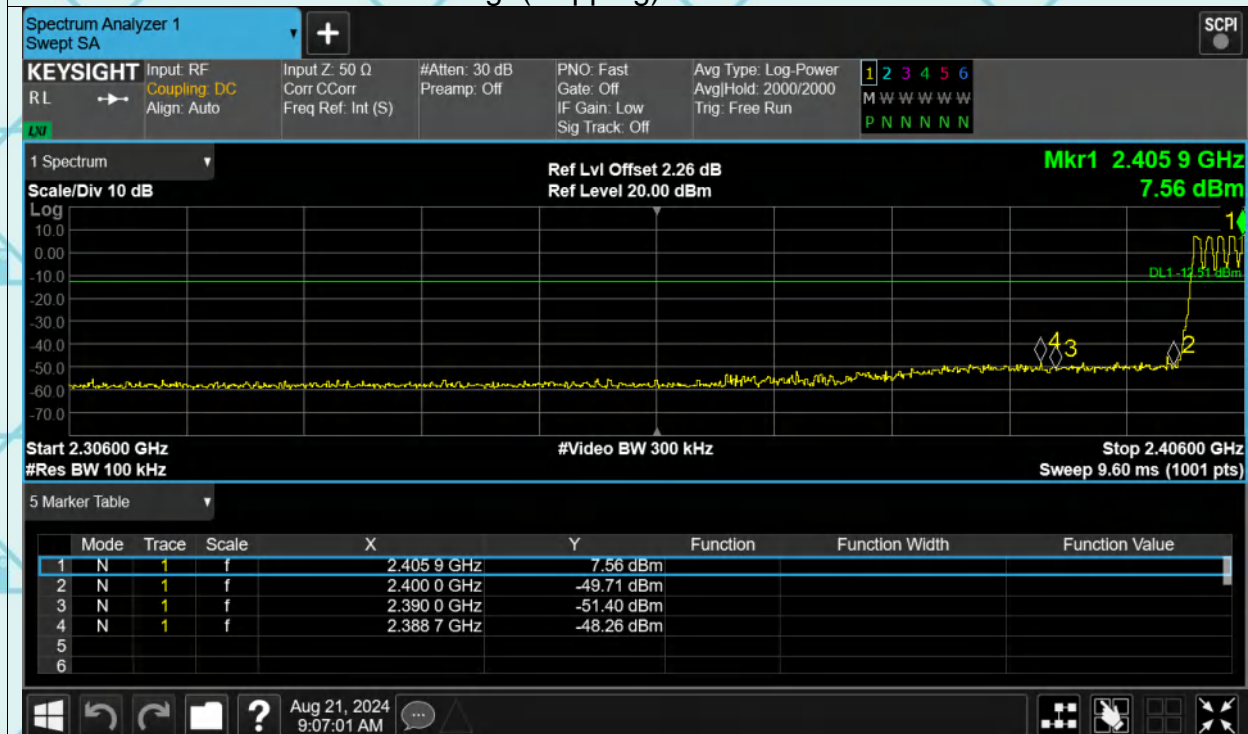 Spectrum Analyzer 1
Swept SA
+
SCPI
KEYSIGHT
RL
LXI
Input: RF
Coupling: DC
Align: Auto
Input Z: 50 Ω
Corr CCorr
Freq Ref: Int (S)
#Atten: 30 dB
Preamp: Off
PNO: Fast
Gate: Off
IF Gain: Low
Sig Track: Off
Avg Type: Log-Power
Avg|Hold: 2000/2000
Trig: Free Run
1 2 3 4 5 6
M W W W W W
P N N N N N
1 Spectrum
Scale/Div 10 dB
Ref Lvl Offset 2.26 dB
Ref Level 20.00 dBm
Mkr1 2.405 9 GHz
7.56 dBm
Log
10.0
0.00
-10.0
-20.0
-30.0
-40.0
-50.0
-60.0
-70.0
1
DL1 -12.51 dBm
4
3
2
Start 2.30600 GHz
#Video BW 300 kHz
Stop 2.40600 GHz
#Res BW 100 kHz
Sweep 9.60 ms (1001 pts)
5 Marker Table
Mode Trace Scale X Y Function Function Width Function Value
1 N 1 f 2.405 9 GHz 7.56 dBm
2 N 1 f 2.400 0 GHz -49.71 dBm
3 N 1 f 2.390 0 GHz -51.40 dBm
4 N 1 f 2.388 7 GHz -48.26 dBm
5
6
?
Aug 21, 2024
9:07:01 AM